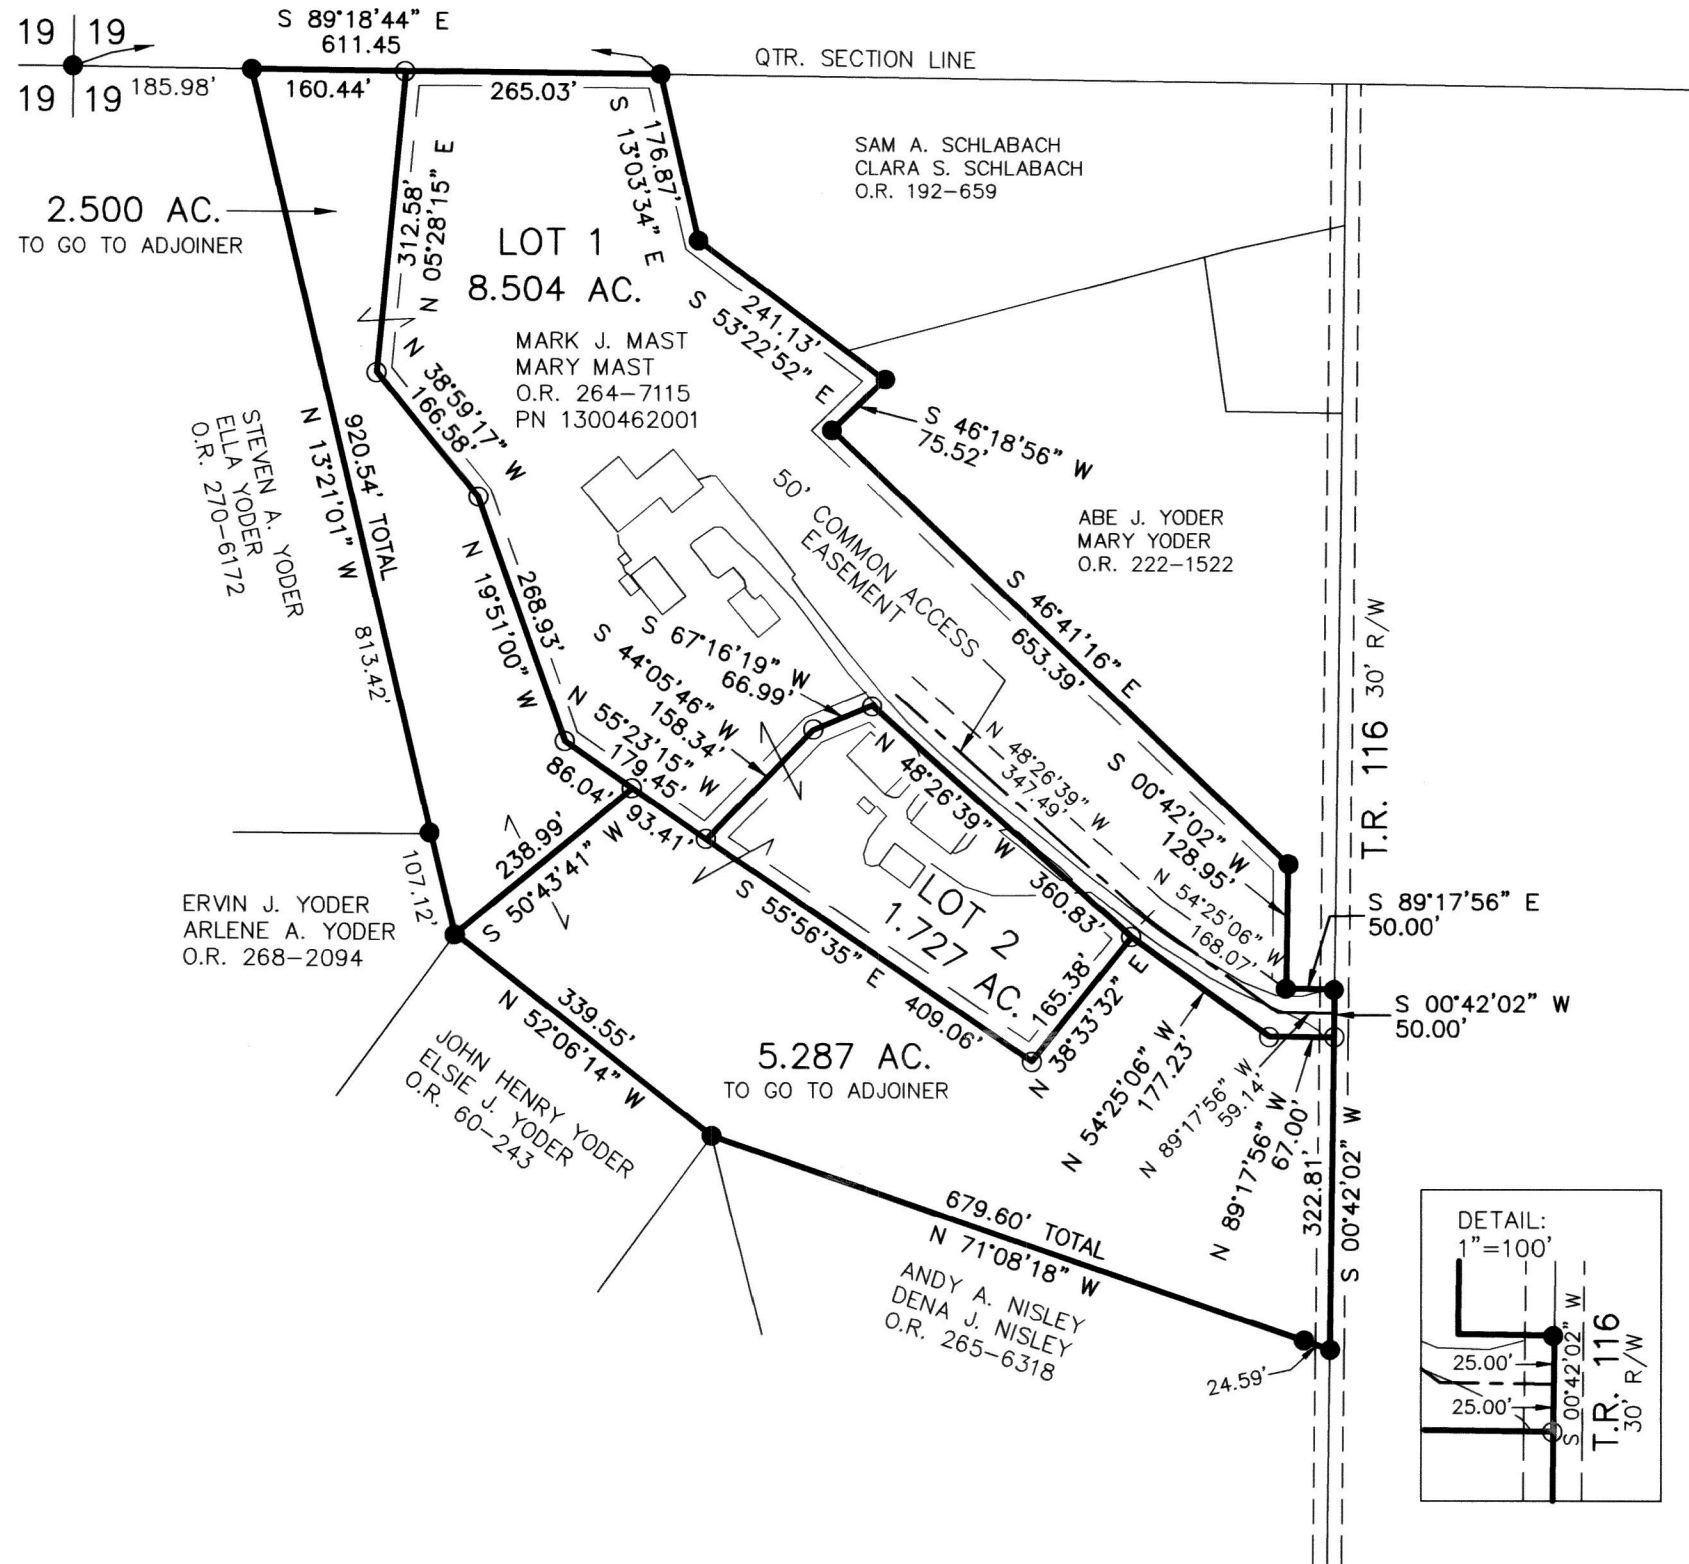 19 19
19 19
S 89°18'44" E
611.45
185.98'
160.44'
265.03'
QTR. SECTION LINE
SAM A. SCHLABACH
CLARA S. SCHLABACH
O.R. 192-659
176.87'
S 13°03'34" E
2.500 AC.
TO GO TO ADJOINER
312.58'
N 05°28'15" E
LOT 1
8.504 AC.
MARK J. MAST
MARY MAST
O.R. 264-7115
PN 1300462001
241.13'
S 53°22'52" E
S 46°18'56" W
75.52'
N 38°59'17" W
166.58'
STEVEN A. YODER
ELLA YODER
O.R. 270-6172
920.54' TOTAL
N 13°21'01" W
813.42'
107.12'
50' COMMON ACCESS
EASEMENT
ABE J. YODER
MARY YODER
O.R. 222-1522
S 46°41'16" E
653.39'
268.93'
N 19°51'00" W
S 67°16'19" W
66.99'
S 44°05'46" W
158.34'
N 55°23'15" W
179.45'
86.04'
93.41'
N 48°26'39" W
347.49'
N 48°26'39" W
360.83'
S 00°42'02" W
128.95'
N 54°25'06" W
168.07'
T.R. 116
30' R/W
S 89°17'56" E
50.00'
S 00°42'02" W
50.00'
238.99'
S 50°43'41" W
ERVIN J. YODER
ARLENE A. YODER
O.R. 268-2094
LOT 2
1.727 AC.
S 55°56'35" E
409.06'
165.38'
N 38°33'32" E
5.287 AC.
TO GO TO ADJOINER
N 54°25'06" W
177.23'
N 89°17'56" W
59.14'
N 89°17'56" W
67.00'
322.81'
S 00°42'02" W
339.55'
N 52°06'14" W
JOHN HENRY YODER
ELSIE J. YODER
O.R. 60-243
679.60' TOTAL
N 71°08'18" W
ANDY A. NISLEY
DENA J. NISLEY
O.R. 265-6318
24.59'
DETAIL:
1"=100'
25.00'
25.00'
S 00°42'02" W
T.R. 116
30' R/W